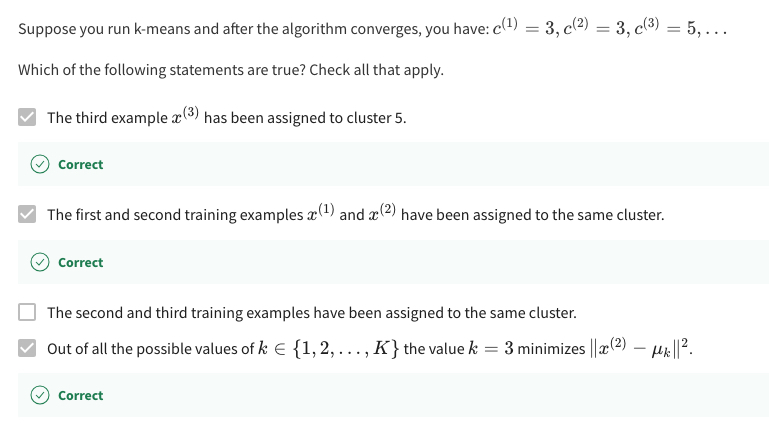 Suppose you run k-means and after the algorithm converges, you have: c⁽¹⁾ = 3, c⁽²⁾ = 3, c⁽³⁾ = 5, . . .
Which of the following statements are true? Check all that apply.
The third example x⁽³⁾ has been assigned to cluster 5.
Correct
The first and second training examples x⁽¹⁾ and x⁽²⁾ have been assigned to the same cluster.
Correct
The second and third training examples have been assigned to the same cluster.
Out of all the possible values of k ∈ {1, 2, . . . , K} the value k = 3 minimizes ‖x⁽²⁾ − μₖ‖².
Correct